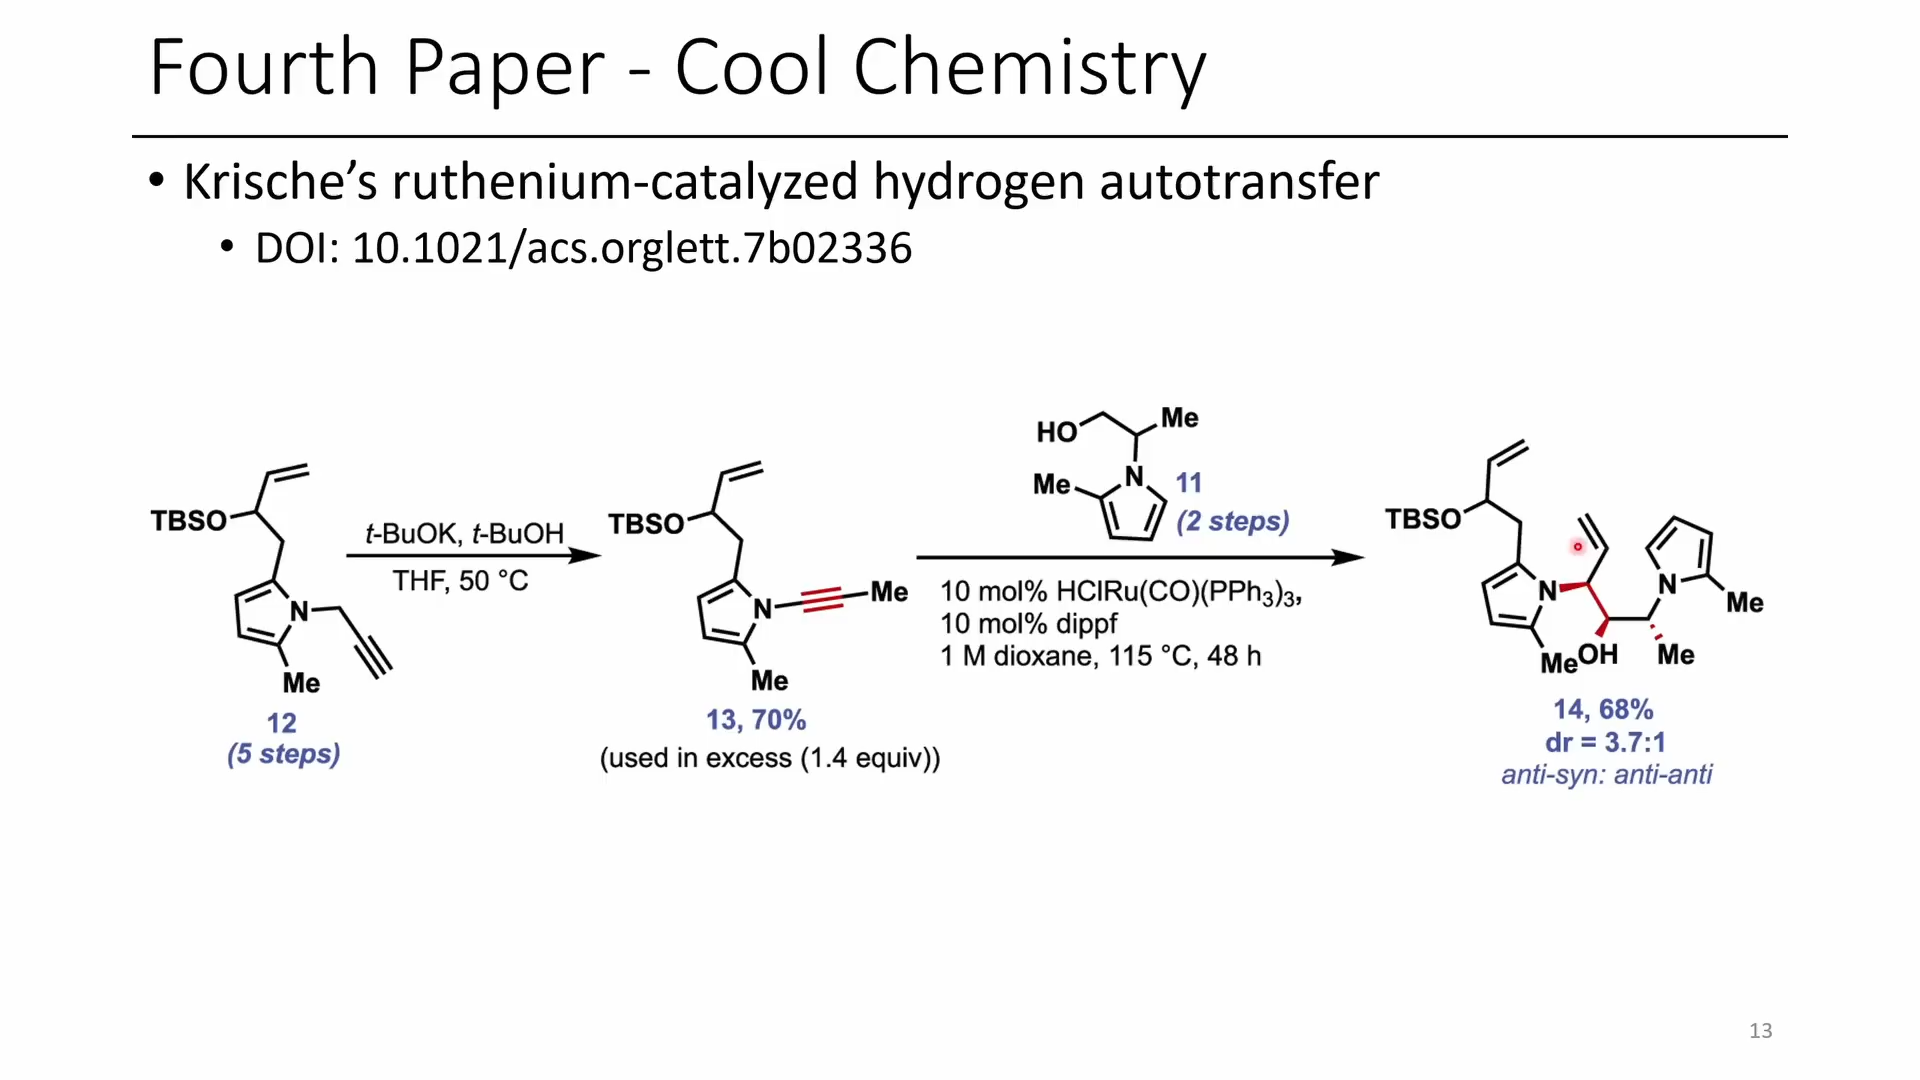 Fourth Paper - Cool Chemistry
• Krische’s ruthenium-catalyzed hydrogen autotransfer
• DOI: 10.1021/acs.orglett.7b02336
TBSO
N
Me
12
(5 steps)
t-BuOK, t-BuOH
THF, 50 °C
TBSO
N
Me
Me
13, 70%
(used in excess (1.4 equiv))
HO
Me
Me
N
11
(2 steps)
10 mol% HClRu(CO)(PPh₃)₃,
10 mol% dippf
1 M dioxane, 115 °C, 48 h
TBSO
N
N
Me
Me
OH
Me
14, 68%
dr = 3.7:1
anti-syn: anti-anti
13